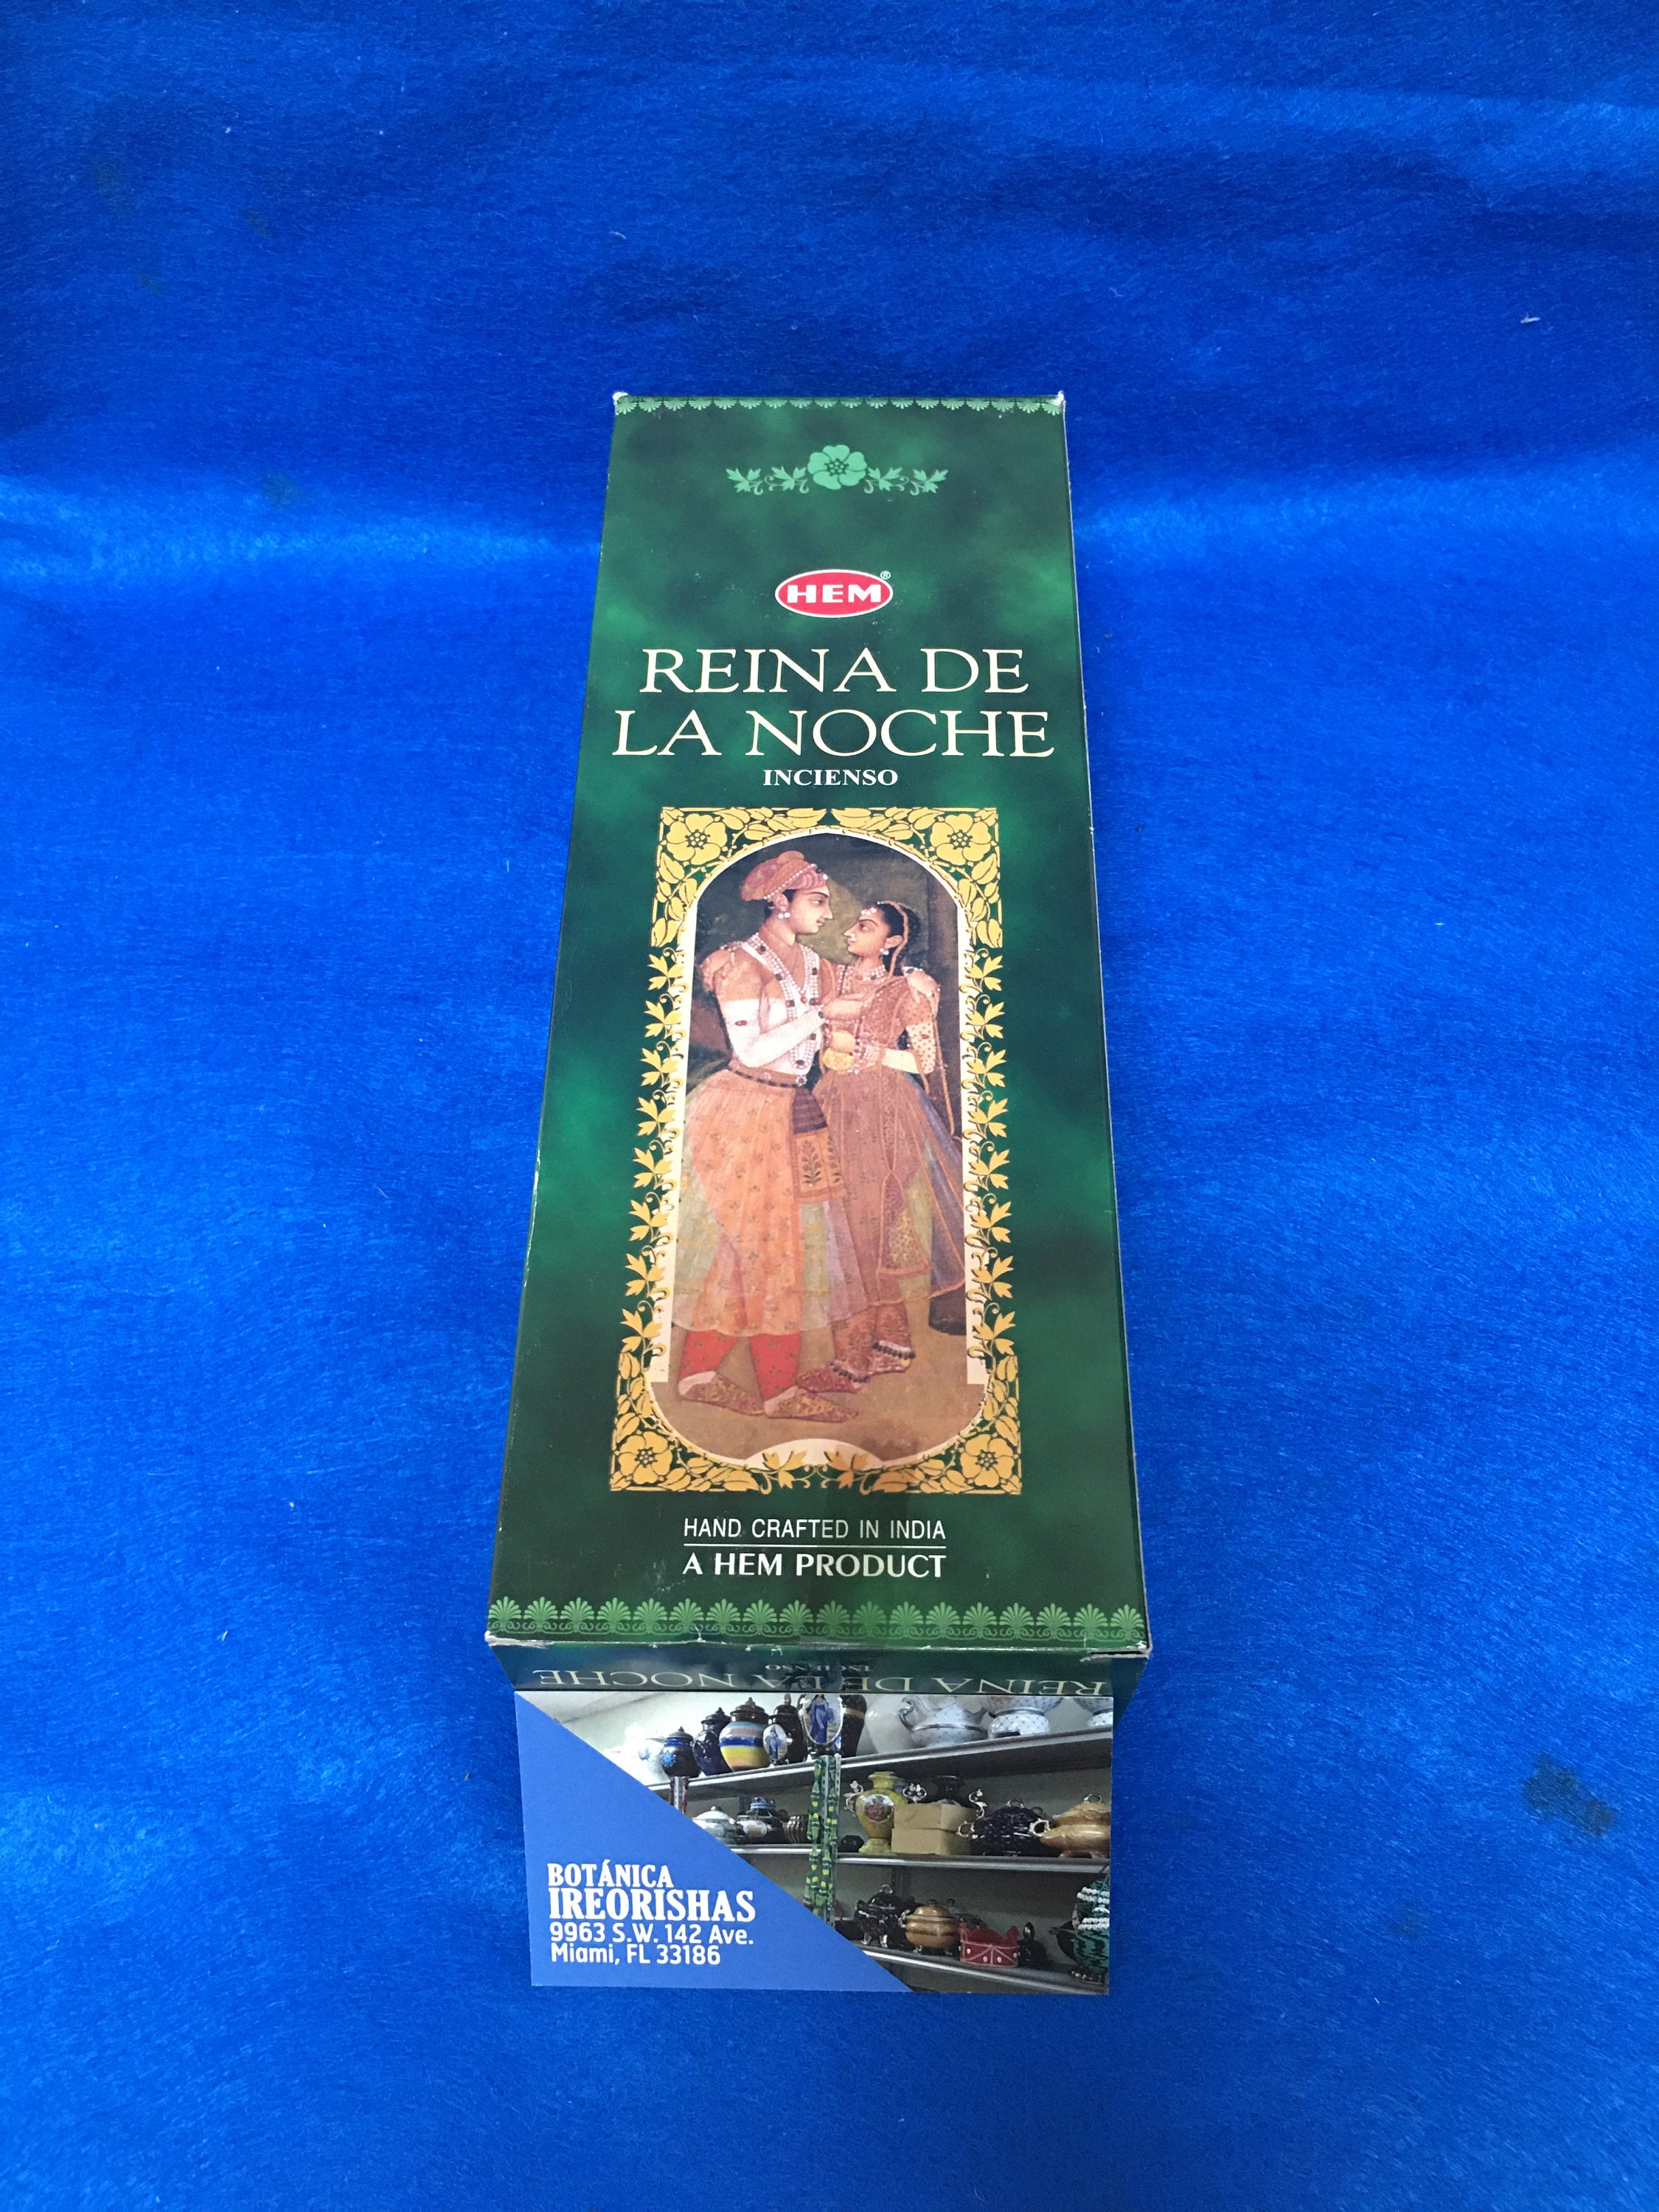 HEM®
REINA DE
LA NOCHE
INCIENSO
HAND CRAFTED IN INDIA
A HEM PRODUCT
REINA DE LA NOCHE
INCIENSO
BOTÁNICA
IREORISHAS
9963 S.W. 142 Ave.
Miami, FL 33186